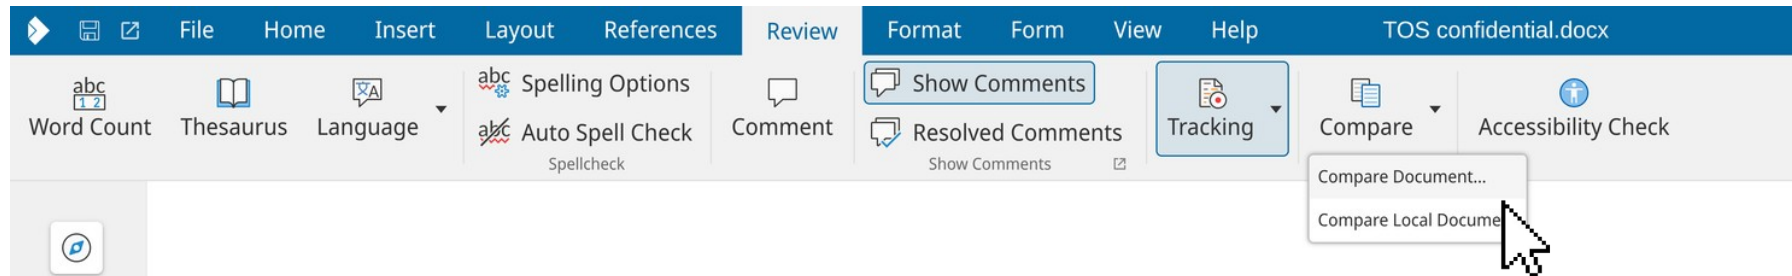 File Home Insert Layout References Review Format Form View Help TOS confidential.docx
abc Spelling Options Show Comments
abc
1 2
Word Count Thesaurus Language abc Auto Spell Check Comment Resolved Comments Tracking Compare Accessibility Check
Spellcheck Show Comments
Compare Document...
Compare Local